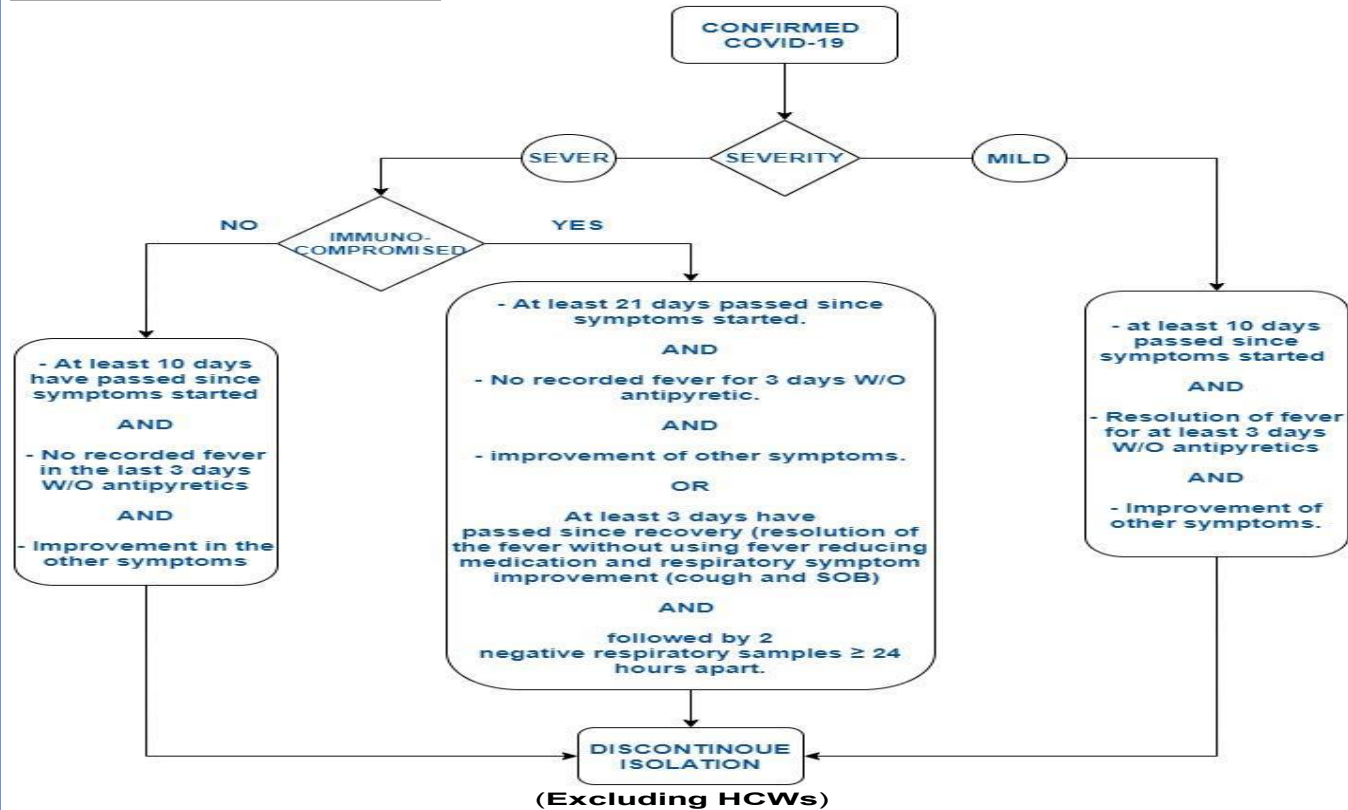 CONFIRMED
COVID-19
SEVER
SEVERITY
MILD
NO
IMMUNO-
COMPROMISED
YES
- At least 10 days
have passed since
symptoms started
AND
- No recorded fever
in the last 3 days
W/O antipyretics
AND
- Improvement in the
other symptoms
- At least 21 days passed since
symptoms started.
AND
- No recorded fever for 3 days W/O
antipyretic.
AND
- improvement of other symptoms.
OR
At least 3 days have
passed since recovery (resolution of
the fever without using fever reducing
medication and respiratory symptom
improvement (cough and SOB)
AND
followed by 2
negative respiratory samples ≥ 24
hours apart.
- at least 10 days
passed since
symptoms started
AND
- Resolution of fever
for at least 3 days
W/O antipyretics
AND
- Improvement of
other symptoms.
DISCONTINOUE
ISOLATION
(Excluding HCWs)